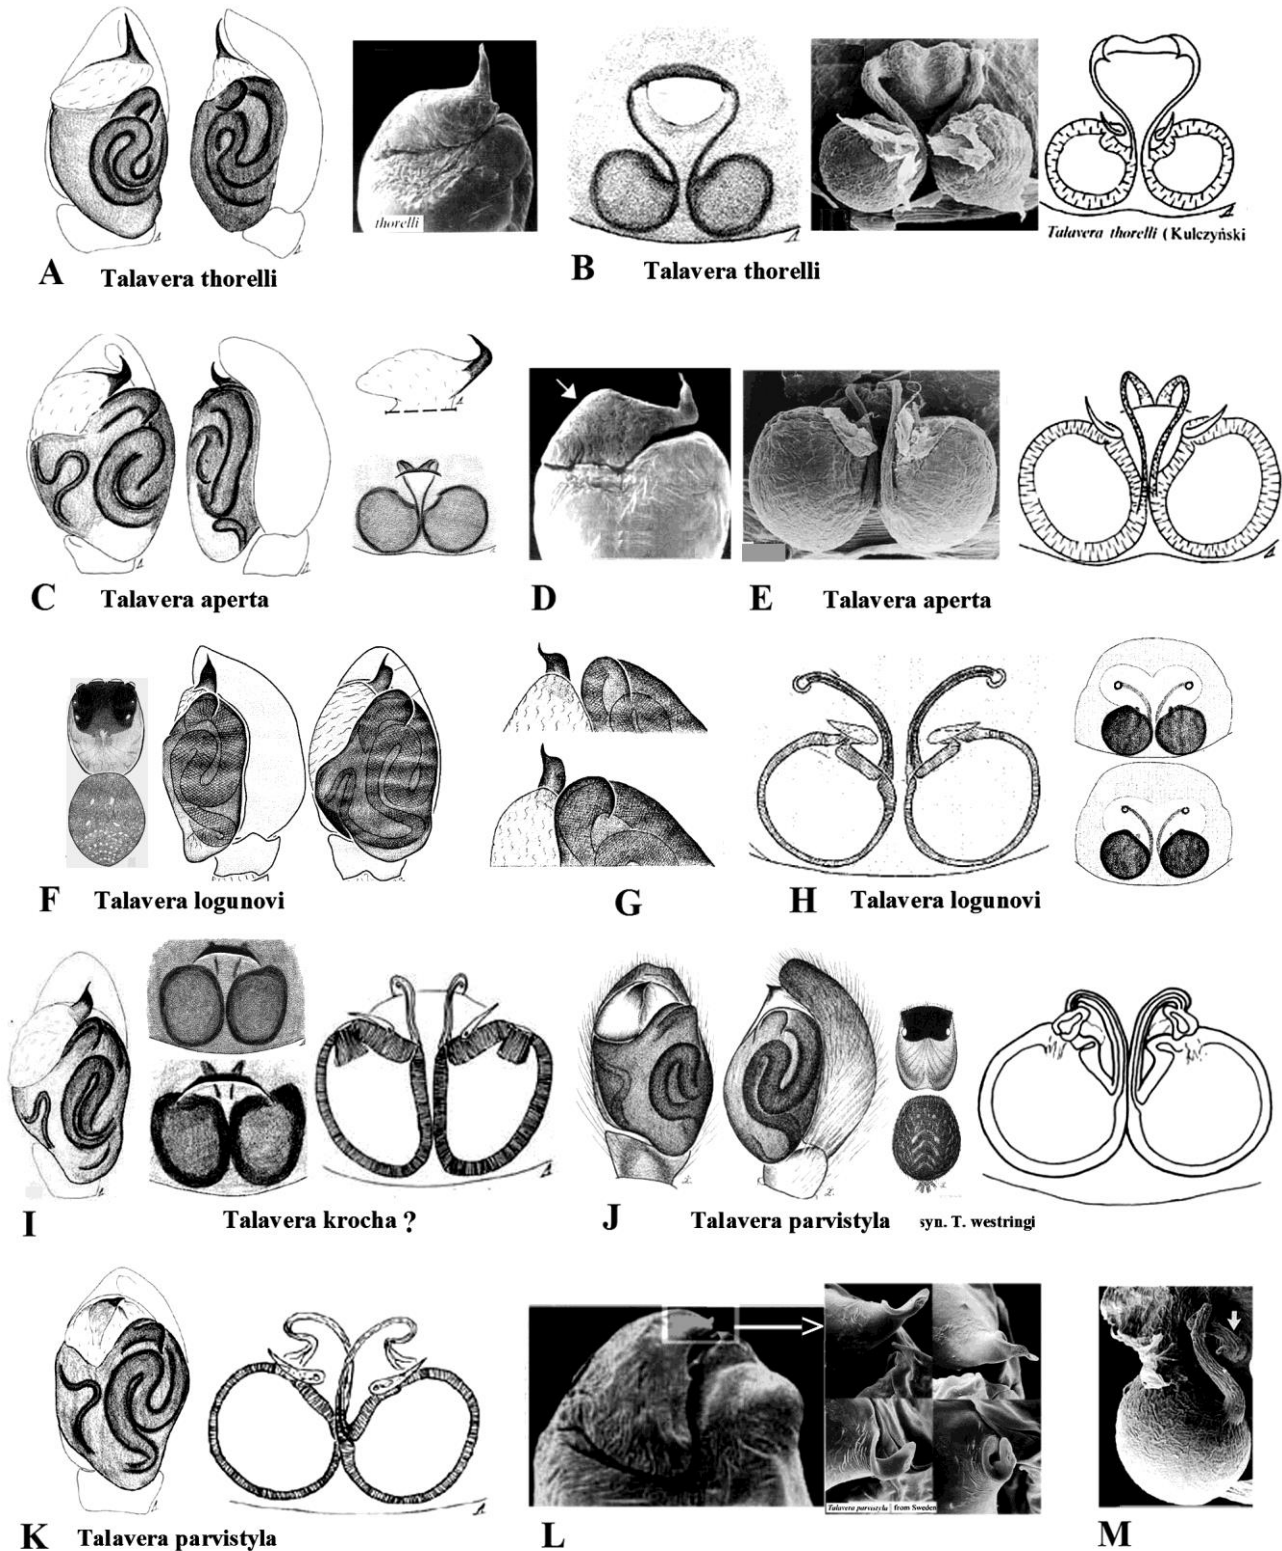 thorelli
Talavera thorelli (Kulczyński
A Talavera thorelli
B Talavera thorelli
C Talavera aperta
D
E Talavera aperta
F Talavera logunovi
G
H Talavera logunovi
I Talavera krocha ?
J Talavera parvistyla syn. T. westringi
Talavera parvistyla from Sweden
K Talavera parvistyla
L
M